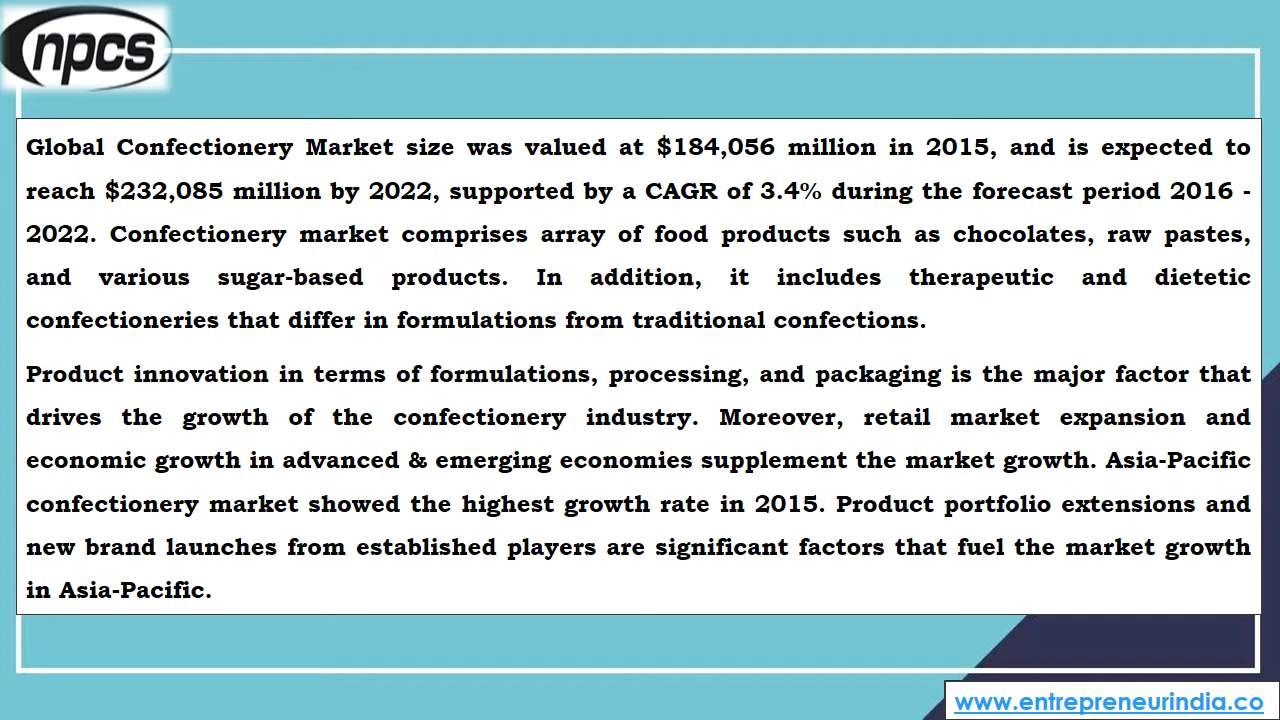 npcs
Global Confectionery Market size was valued at $184,056 million in 2015, and is expected to
reach $232,085 million by 2022, supported by a CAGR of 3.4% during the forecast period 2016 -
2022. Confectionery market comprises array of food products such as chocolates, raw pastes,
and various sugar-based products. In addition, it includes therapeutic and dietetic
confectioneries that differ in formulations from traditional confections.
Product innovation in terms of formulations, processing, and packaging is the major factor that
drives the growth of the confectionery industry. Moreover, retail market expansion and
economic growth in advanced & emerging economies supplement the market growth. Asia-Pacific
confectionery market showed the highest growth rate in 2015. Product portfolio extensions and
new brand launches from established players are significant factors that fuel the market growth
in Asia-Pacific.
www.entrepreneurindia.co